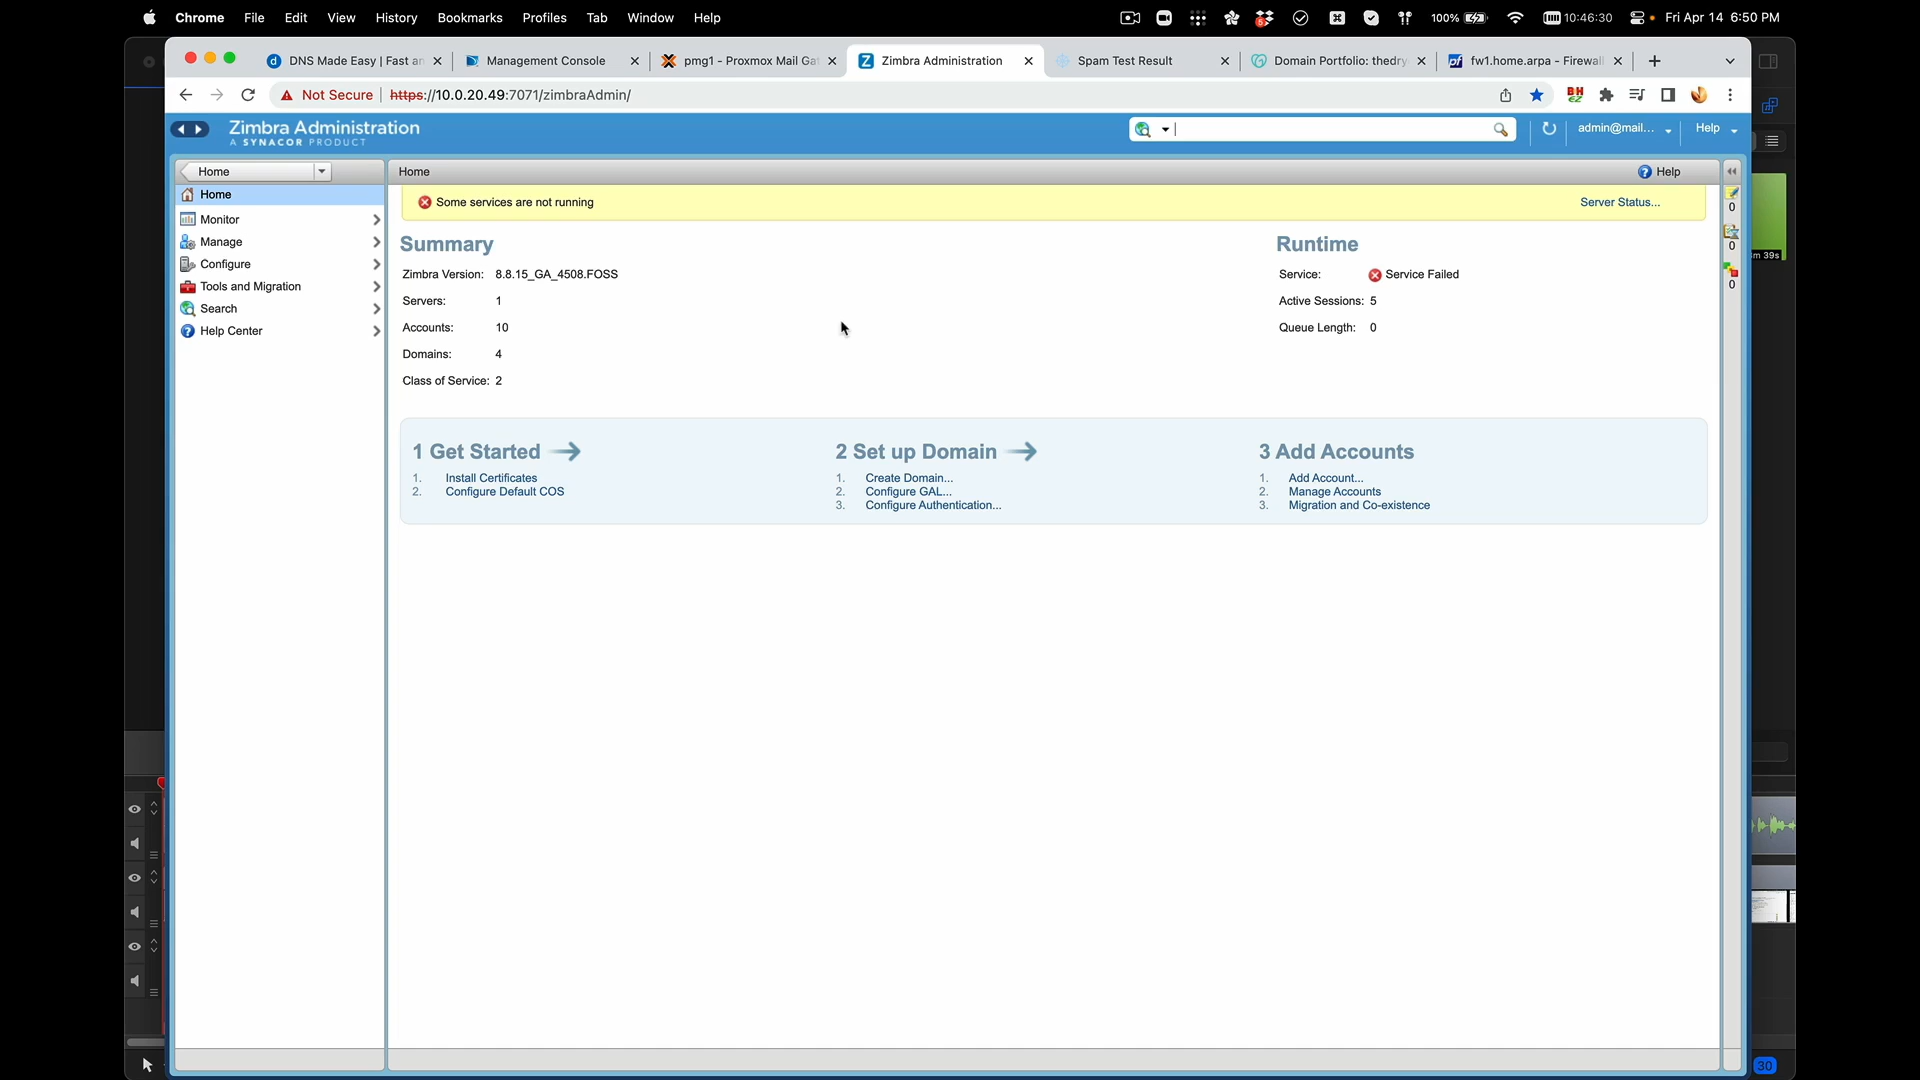 Chrome File Edit View History Bookmarks Profiles Tab Window Help 100% 10:46:30 Fri Apr 14 6:50 PM
DNS Made Easy | Fast an Management Console pmg1 - Proxmox Mail Gat Zimbra Administration Spam Test Result Domain Portfolio: thedry fw1.home.arpa - Firewall
Not Secure https://10.0.20.49:7071/zimbraAdmin/
Zimbra Administration
A SYNACOR PRODUCT
admin@mail... Help
Home
Home Help
Home
Monitor
Manage
Configure
Tools and Migration
Search
Help Center
Some services are not running Server Status...
Summary
Zimbra Version: 8.8.15_GA_4508.FOSS
Servers: 1
Accounts: 10
Domains: 4
Class of Service: 2
Runtime
Service: Service Failed
Active Sessions: 5
Queue Length: 0
1 Get Started
1. Install Certificates
2. Configure Default COS
2 Set up Domain
1. Create Domain...
2. Configure GAL...
3. Configure Authentication...
3 Add Accounts
1. Add Account...
2. Manage Accounts
3. Migration and Co-existence
0
0
0
m 39s
30